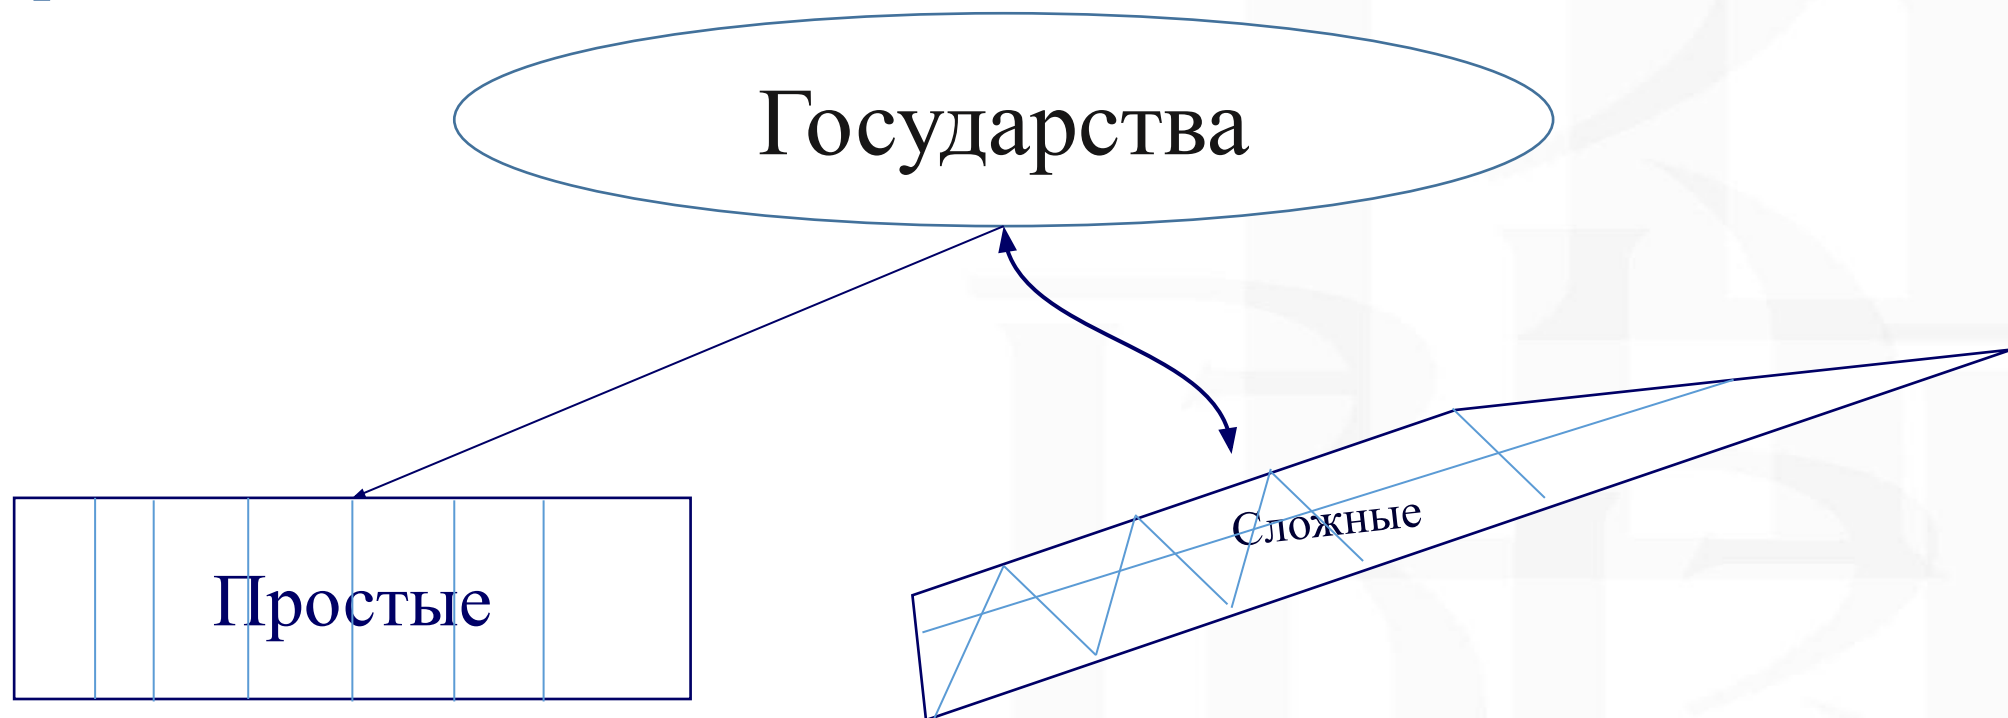 Государства
Простые
Сложные